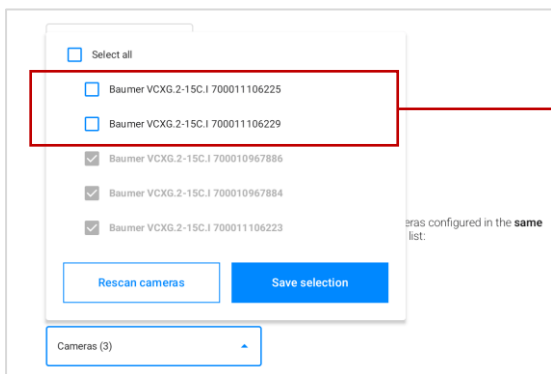 Select all
Baumer VCXG.2-15C.I 700011106225
Baumer VCXG.2-15C.I 700011106229
Baumer VCXG.2-15C.I 700010967886
Baumer VCXG.2-15C.I 700010967884
Baumer VCXG.2-15C.I 700011106223
eras configured in the same
list:
Rescan cameras
Save selection
Cameras (3)